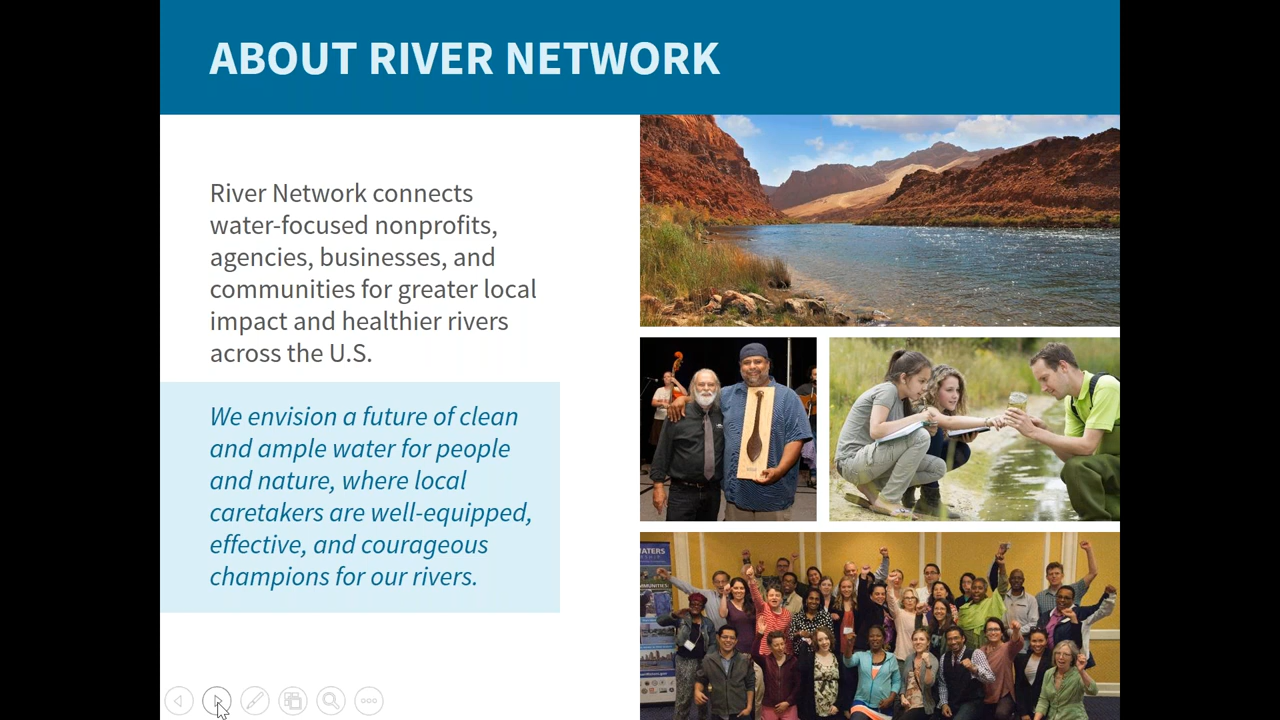 ABOUT RIVER NETWORK
River Network connects
water-focused nonprofits,
agencies, businesses, and
communities for greater local
impact and healthier rivers
across the U.S.
We envision a future of clean
and ample water for people
and nature, where local
caretakers are well-equipped,
effective, and courageous
champions for our rivers.
WATERS